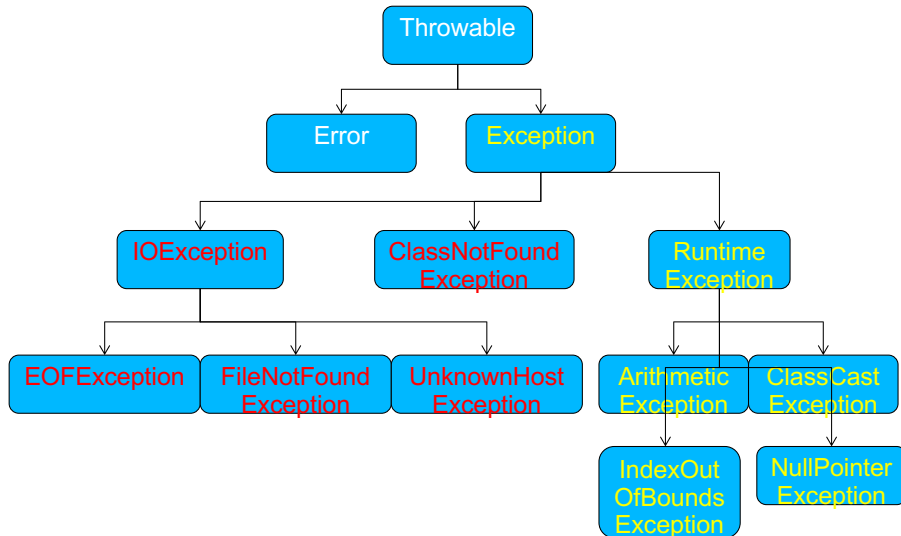 Throwable
Error
Exception
IOException
ClassNotFound
Exception
Runtime
Exception
EOFException
FileNotFound
Exception
UnknownHost
Exception
Arithmetic
Exception
ClassCast
Exception
IndexOut
OfBounds
Exception
NullPointer
Exception